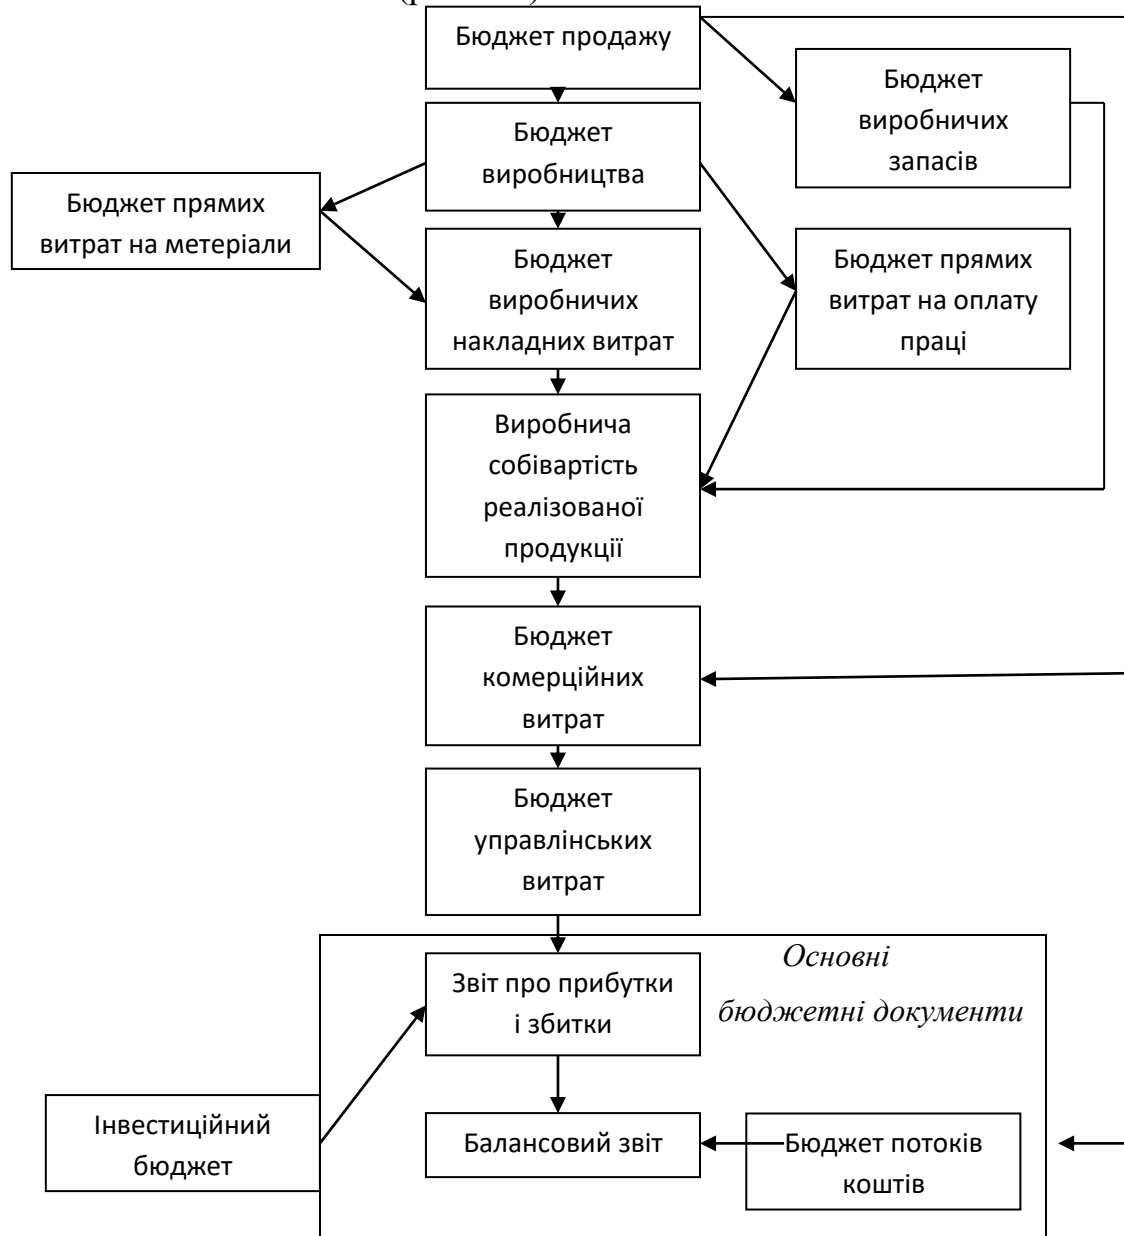 Бюджет продажу
Бюджет
виробничих
запасів
Бюджет
виробництва
Бюджет прямих
витрат на метеріали
Бюджет
виробничих
накладних витрат
Бюджет прямих
витрат на оплату
праці
Виробнича
собівартість
реалізованої
продукції
Бюджет
комерційних
витрат
Бюджет
управлінських
витрат
Основні
бюджетні документи
Звіт про прибутки
і збитки
Інвестиційний
бюджет
Балансовий звіт
Бюджет потоків
коштів